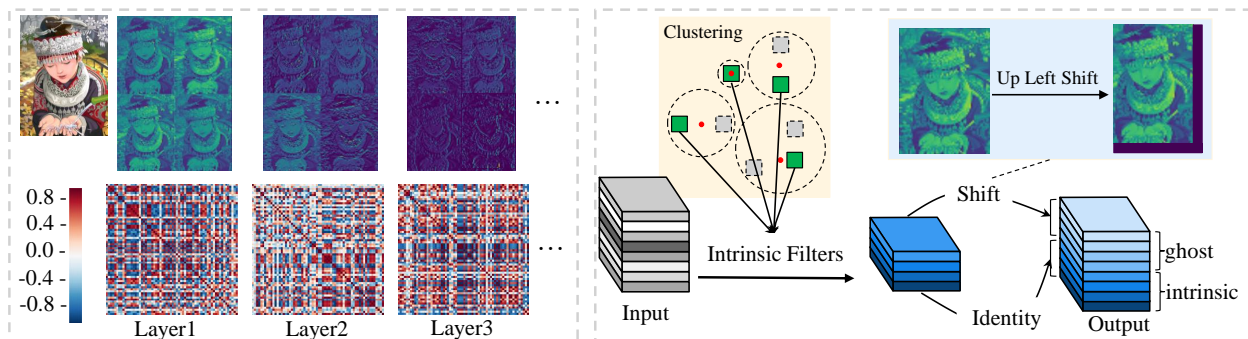 0.8 -
0.4 -
0.0 -
-0.4 -
-0.8 -
...
...
Layer1
Layer2
Layer3
Clustering
Up Left Shift
Shift
Intrinsic Filters
Identity
ghost
intrinsic
Input
Output